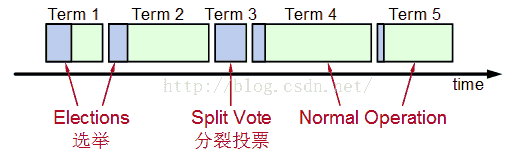 Term 1 Term 2 Term 3 Term 4 Term 5
http://blog.csdn.net/
time
Elections Split Vote Normal Operation
选举 分裂投票